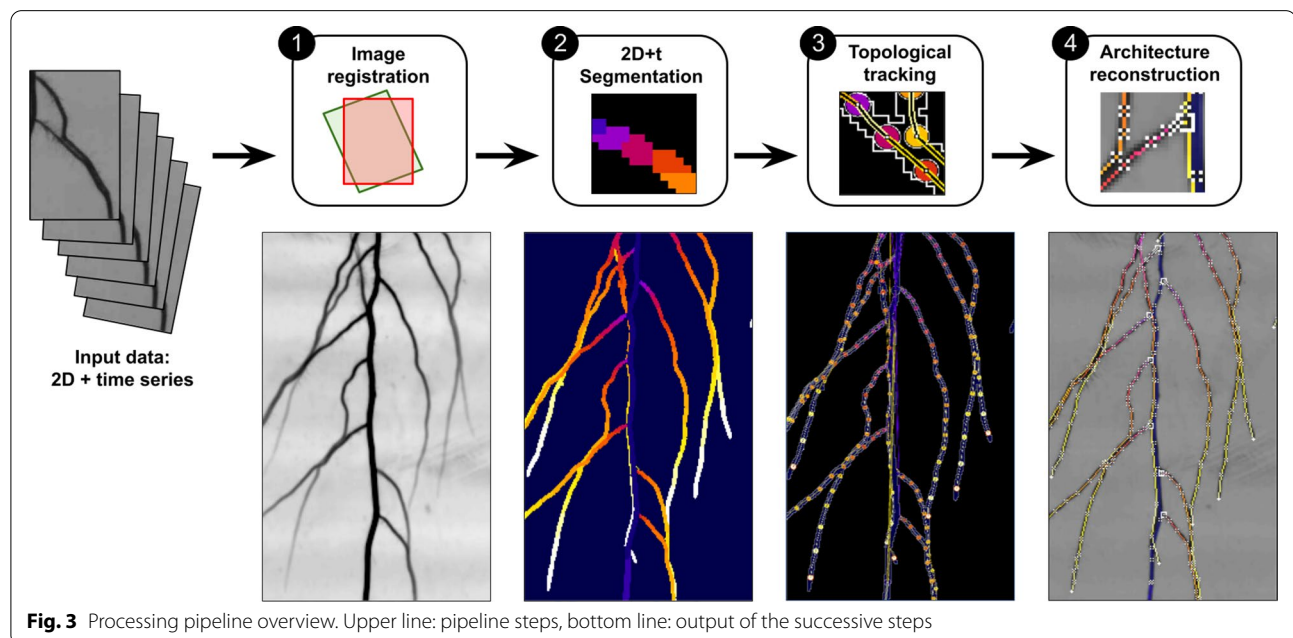 1
Image
registration
2
2D+t
Segmentation
3
Topological
tracking
4
Architecture
reconstruction
Input data:
2D + time series
Fig. 3 Processing pipeline overview. Upper line: pipeline steps, bottom line: output of the successive steps